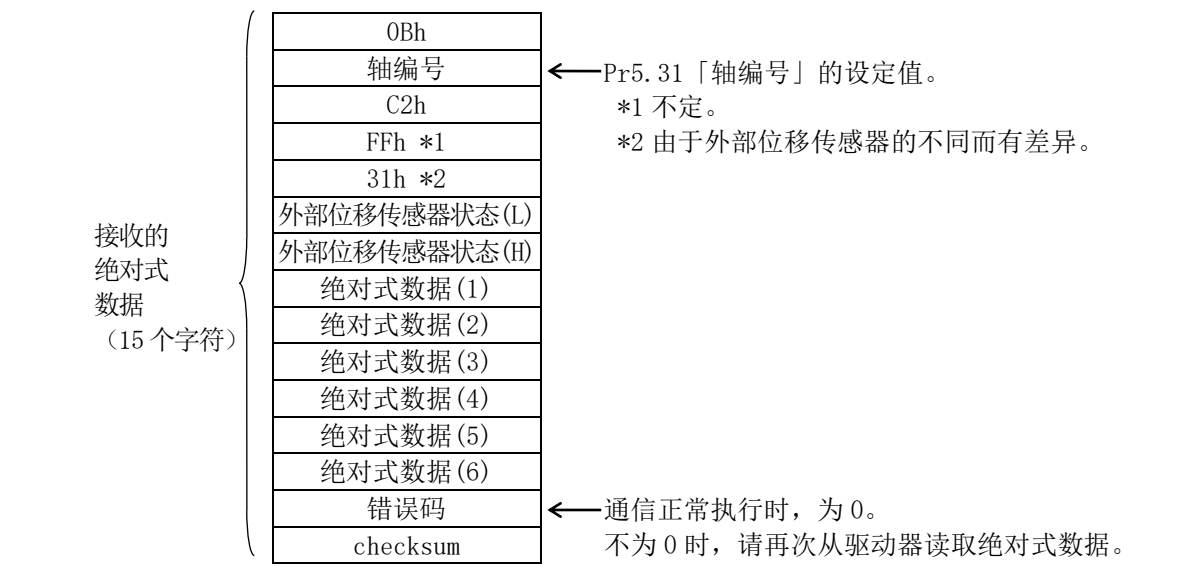 0Bh
轴编号
Pr5.31「轴编号」的设定值。
C2h
*1 不定。
FFh *1
*2 由于外部位移传感器的不同而有差异。
31h *2
外部位移传感器状态(L)
外部位移传感器状态(H)
接收的
绝对式
数据
（15 个字符）
绝对式数据(1)
绝对式数据(2)
绝对式数据(3)
绝对式数据(4)
绝对式数据(5)
绝对式数据(6)
错误码
通信正常执行时，为 0。
checksum
不为 0 时，请再次从驱动器读取绝对式数据。